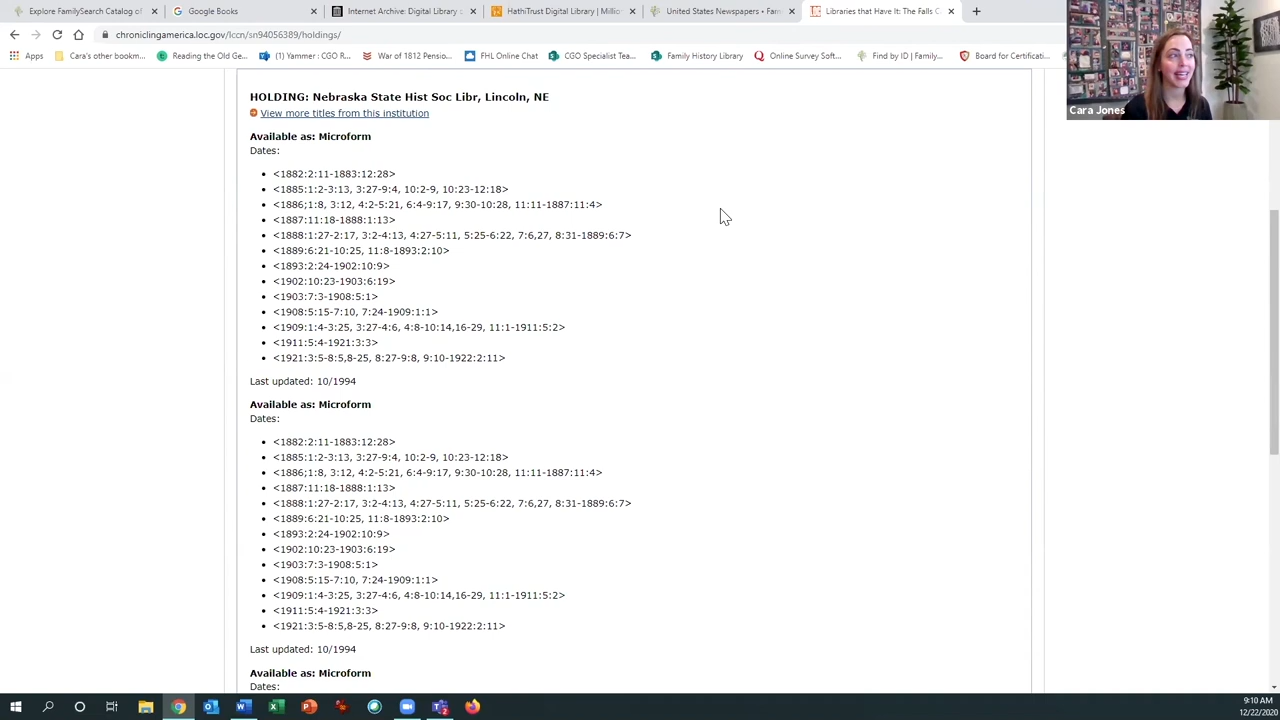 Explore FamilySearch Catalog of
Google Books
Internet Archive: Digital Library
HathiTrust Digital Library | Million
United States Newspapers • Fam
Libraries that Have It: The Falls C
chroniclingamerica.loc.gov/lccn/sn94056389/holdings/
Apps
Cara's other bookm...
Reading the Old Ge...
Yammer : CGO R...
War of 1812 Pensio...
FHL Online Chat
CGO Specialist Tea...
Family History Library
Online Survey Soft...
Find by ID | Family...
Board for Certificati...
Cara Jones
HOLDING: Nebraska State Hist Soc Libr, Lincoln, NE
View more titles from this institution
Available as: Microform
Dates:
<1882:2:11-1883:12:28>
<1885:1:2-3:13, 3:27-9:4, 10:2-9, 10:23-12:18>
<1886;1:8, 3:12, 4:2-5:21, 6:4-9:17, 9:30-10:28, 11:11-1887:11:4>
<1887:11:18-1888:1:13>
<1888:1:27-2:17, 3:2-4:13, 4:27-5:11, 5:25-6:22, 7:6,27, 8:31-1889:6:7>
<1889:6:21-10:25, 11:8-1893:2:10>
<1893:2:24-1902:10:9>
<1902:10:23-1903:6:19>
<1903:7:3-1908:5:1>
<1908:5:15-7:10, 7:24-1909:1:1>
<1909:1:4-3:25, 3:27-4:6, 4:8-10:14,16-29, 11:1-1911:5:2>
<1911:5:4-1921:3:3>
<1921:3:5-8:5,8-25, 8:27-9:8, 9:10-1922:2:11>
Last updated: 10/1994
Available as: Microform
Dates:
<1882:2:11-1883:12:28>
<1885:1:2-3:13, 3:27-9:4, 10:2-9, 10:23-12:18>
<1886;1:8, 3:12, 4:2-5:21, 6:4-9:17, 9:30-10:28, 11:11-1887:11:4>
<1887:11:18-1888:1:13>
<1888:1:27-2:17, 3:2-4:13, 4:27-5:11, 5:25-6:22, 7:6,27, 8:31-1889:6:7>
<1889:6:21-10:25, 11:8-1893:2:10>
<1893:2:24-1902:10:9>
<1902:10:23-1903:6:19>
<1903:7:3-1908:5:1>
<1908:5:15-7:10, 7:24-1909:1:1>
<1909:1:4-3:25, 3:27-4:6, 4:8-10:14,16-29, 11:1-1911:5:2>
<1911:5:4-1921:3:3>
<1921:3:5-8:5,8-25, 8:27-9:8, 9:10-1922:2:11>
Last updated: 10/1994
Available as: Microform
Dates:
9:10 AM
12/22/2020